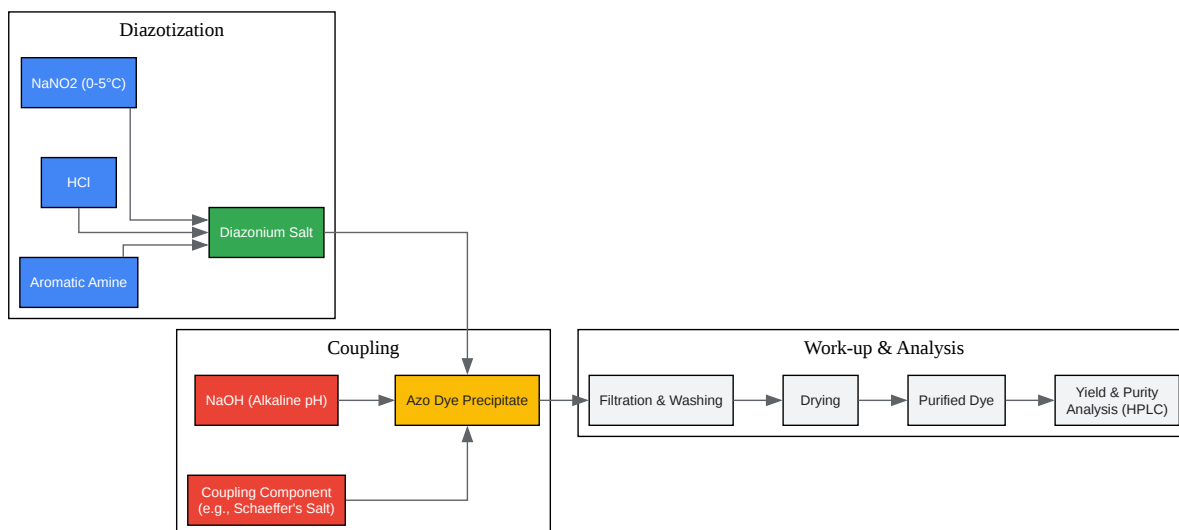 Diazotization
NaNO2 (0-5°C)
HCl
Diazonium Salt
Aromatic Amine
Coupling
NaOH (Alkaline pH)
Azo Dye Precipitate
Coupling Component
(e.g., Schaeffer's Salt)
Work-up & Analysis
Filtration & Washing
Drying
Purified Dye
Yield & Purity
Analysis (HPLC)